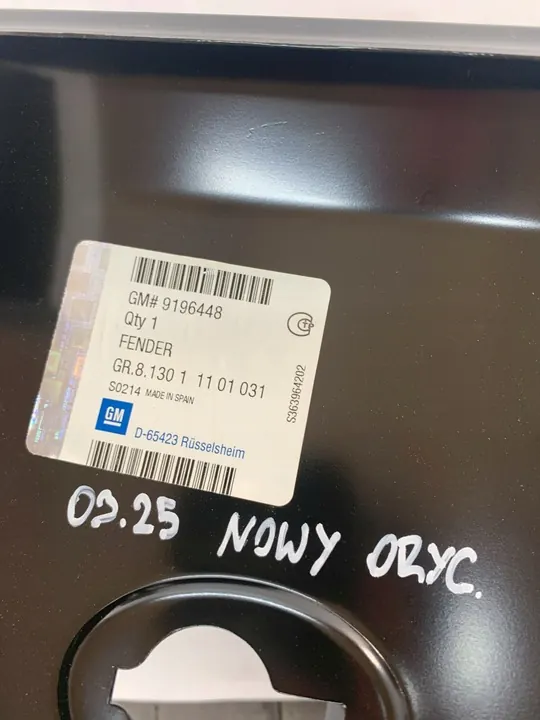 GM# 9196448
Qty 1
FENDER
GR.8.130 1 11 01 031
S0214 MADE IN SPAIN
GM
D-65423 Rüsselsheim
S363964202
03.25 NOWY ORYG.